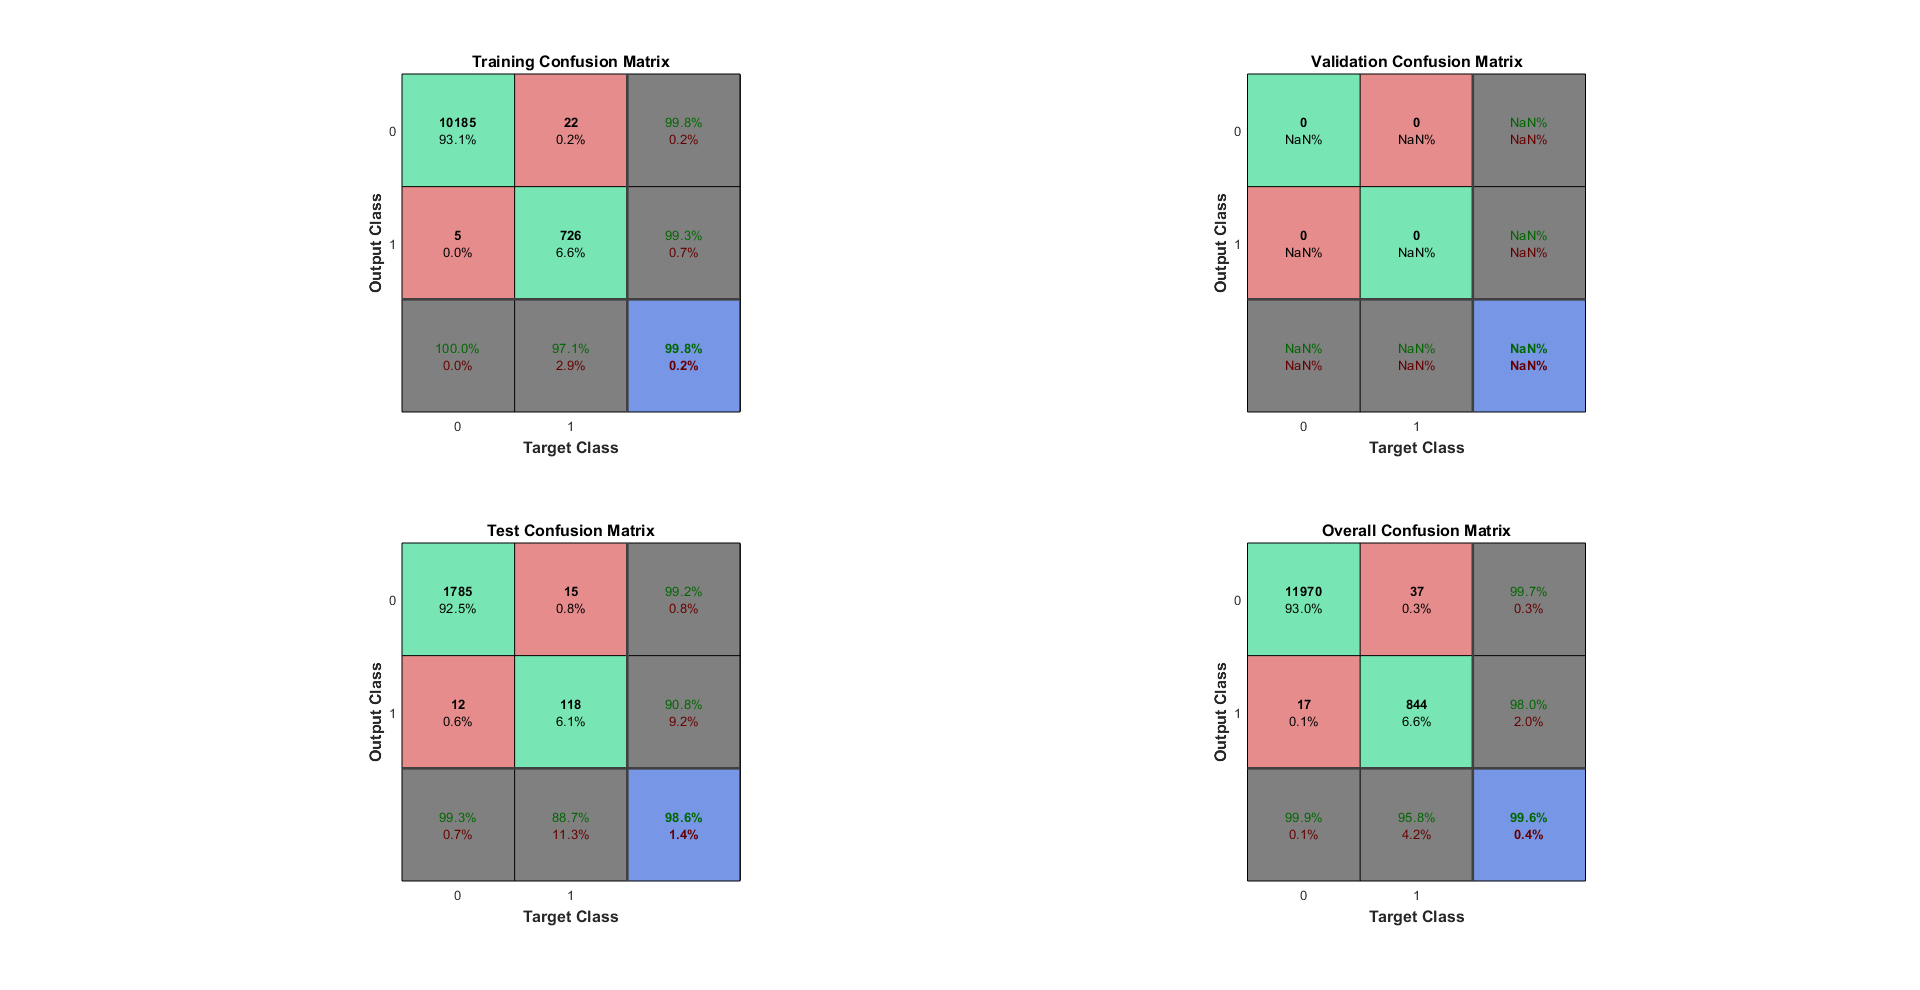 Training Confusion Matrix
0
10185
93.1%
22
0.2%
99.8%
0.2%
1
5
0.0%
726
6.6%
99.3%
0.7%
100.0%
0.0%
97.1%
2.9%
99.8%
0.2%
0
1
Target Class
Output Class
Validation Confusion Matrix
0
0
NaN%
0
NaN%
NaN%
NaN%
1
0
NaN%
0
NaN%
NaN%
NaN%
NaN%
NaN%
NaN%
NaN%
NaN%
NaN%
0
1
Target Class
Output Class
Test Confusion Matrix
0
1785
92.5%
15
0.8%
99.2%
0.8%
1
12
0.6%
118
6.1%
90.8%
9.2%
99.3%
0.7%
88.7%
11.3%
98.6%
1.4%
0
1
Target Class
Output Class
Overall Confusion Matrix
0
11970
93.0%
37
0.3%
99.7%
0.3%
1
17
0.1%
844
6.6%
98.0%
2.0%
99.9%
0.1%
95.8%
4.2%
99.6%
0.4%
0
1
Target Class
Output Class